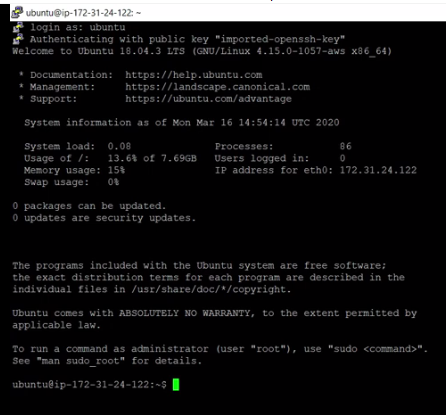 ubuntu@ip-172-31-24-122: ~
login as: ubuntu
Authenticating with public key "imported-openssh-key"
Welcome to Ubuntu 18.04.3 LTS (GNU/Linux 4.15.0-1057-aws x86_64)
* Documentation:  https://help.ubuntu.com
* Management:     https://landscape.canonical.com
* Support:        https://ubuntu.com/advantage
System information as of Mon Mar 16 14:54:14 UTC 2020
System load:  0.08              Processes:           86
Usage of /:   13.6% of 7.69GB   Users logged in:     0
Memory usage: 15%               IP address for eth0: 172.31.24.122
Swap usage:   0%
0 packages can be updated.
0 updates are security updates.
The programs included with the Ubuntu system are free software;
the exact distribution terms for each program are described in the
individual files in /usr/share/doc/*/copyright.
Ubuntu comes with ABSOLUTELY NO WARRANTY, to the extent permitted by
applicable law.
To run a command as administrator (user "root"), use "sudo <command>".
See "man sudo_root" for details.
ubuntu@ip-172-31-24-122:~$